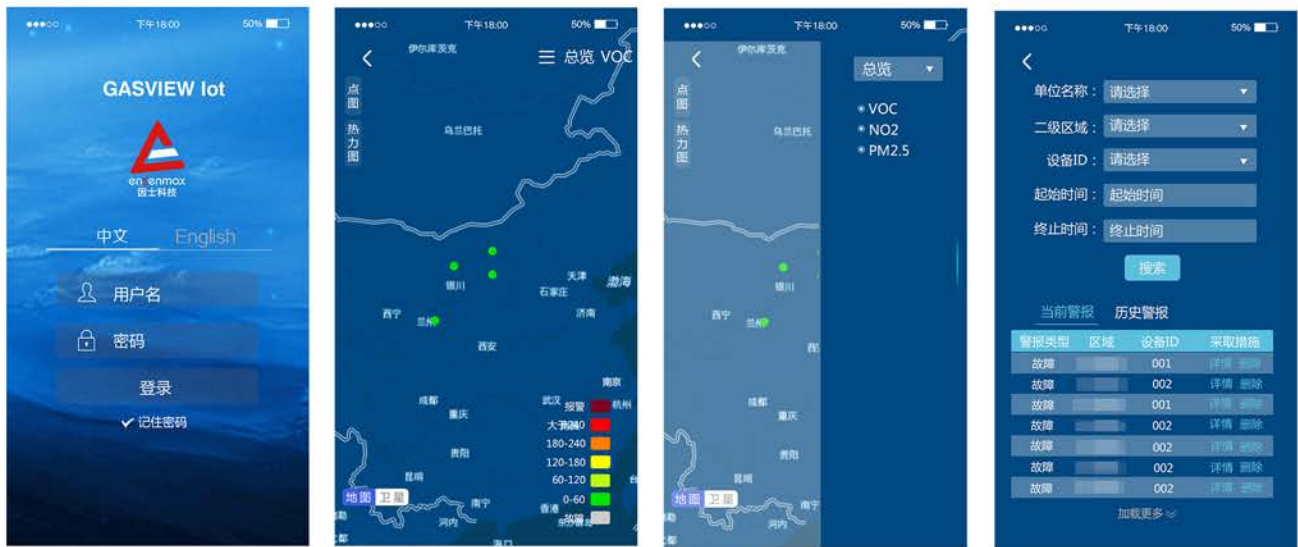 下午18:00
50%
GASVIEW Iot
en enmax
因士科技
中文 English
用户名
密码
登录
记住密码
下午18:00
50%
伊尔库茨克
总览 VOC
点图
热力图
乌兰巴托
银川
天津
渤海
石家庄
西宁
兰州
济南
西安
南京
成都
武汉
报警
杭州
重庆
180-240
贵阳
120-180
昆明
60-120
地图 卫星
南宁
香港
0-60
河内
海口
下午18:00
50%
伊尔库茨克
总览
点图
热力图
乌兰巴托
VOC
NO2
PM2.5
银川
西宁
兰州
成都
重庆
贵阳
昆明
地图 卫星
南宁
河内
下午18:00
50%
单位名称： 请选择
二级区域： 请选择
设备ID： 请选择
起始时间： 起始时间
终止时间： 终止时间
搜索
当前警报 历史警报
警报类型 区域 设备ID 采取措施
故障 001 详情 删除
故障 002 详情 删除
故障 001 详情 删除
故障 002 详情 删除
故障 002 详情 删除
故障 002 详情 删除
故障 002 详情 删除
加载更多